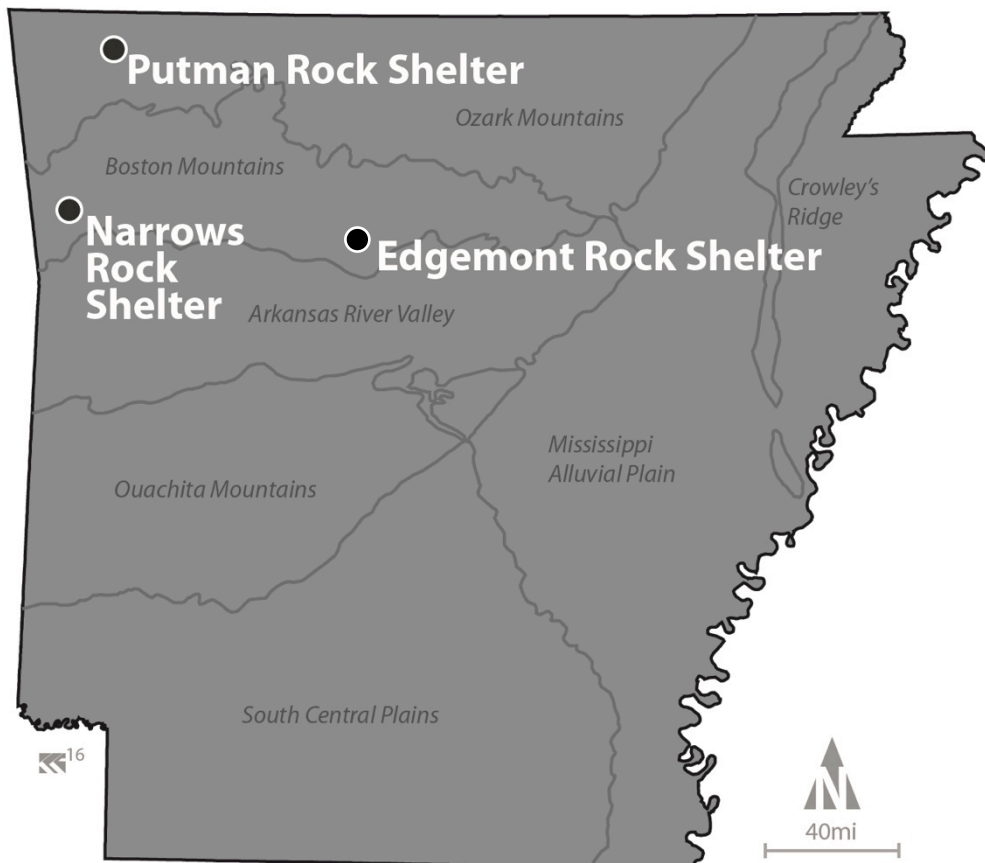 Putman Rock Shelter
Ozark Mountains
Boston Mountains
Crowley's
Ridge
Narrows
Rock
Shelter
Edgemont Rock Shelter
Arkansas River Valley
Mississippi
Alluvial Plain
Ouachita Mountains
South Central Plains
16
N
40mi